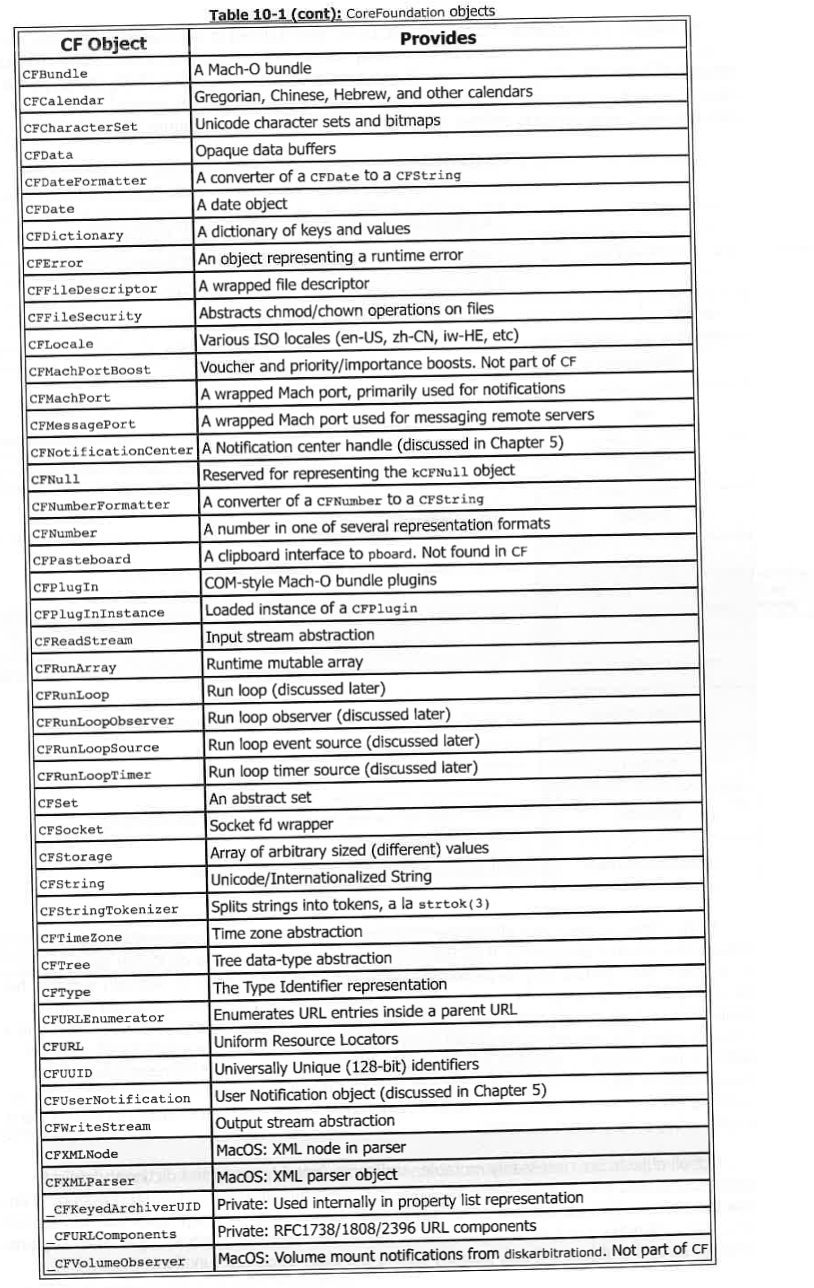 Table 10-1 (cont): CoreFoundation objects
CF Object Provides
CFBundle A Mach-O bundle
CFCalendar Gregorian, Chinese, Hebrew, and other calendars
CFCharacterSet Unicode character sets and bitmaps
CFData Opaque data buffers
CFDateFormatter A converter of a CFDate to a CFString
CFDate A date object
CFDictionary A dictionary of keys and values
CFError An object representing a runtime error
CFFileDescriptor A wrapped file descriptor
CFFileSecurity Abstracts chmod/chown operations on files
CFLocale Various ISO locales (en-US, zh-CN, iw-HE, etc)
CFMachPortBoost Voucher and priority/importance boosts. Not part of CF
CFMachPort A wrapped Mach port, primarily used for notifications
CFMessagePort A wrapped Mach port used for messaging remote servers
CFNotificationCenter A Notification center handle (discussed in Chapter 5)
CFNull Reserved for representing the kCFNull object
CFNumberFormatter A converter of a CFNumber to a CFString
CFNumber A number in one of several representation formats
CFPasteboard A clipboard interface to pboard. Not found in CF
CFPlugIn COM-style Mach-O bundle plugins
CFPlugInInstance Loaded instance of a CFPlugin
CFReadStream Input stream abstraction
CFRunArray Runtime mutable array
CFRunLoop Run loop (discussed later)
CFRunLoopObserver Run loop observer (discussed later)
CFRunLoopSource Run loop event source (discussed later)
CFRunLoopTimer Run loop timer source (discussed later)
CFSet An abstract set
CFSocket Socket fd wrapper
CFStorage Array of arbitrary sized (different) values
CFString Unicode/Internationalized String
CFStringTokenizer Splits strings into tokens, a la strtok(3)
CFTimeZone Time zone abstraction
CFTree Tree data-type abstraction
CFType The Type Identifier representation
CFURLEnumerator Enumerates URL entries inside a parent URL
CFURL Uniform Resource Locators
CFUUID Universally Unique (128-bit) identifiers
CFUserNotification User Notification object (discussed in Chapter 5)
CFWriteStream Output stream abstraction
CFXMLNode MacOS: XML node in parser
CFXMLParser MacOS: XML parser object
_CFKeyedArchiverUID Private: Used internally in property list representation
_CFURLComponents Private: RFC1738/1808/2396 URL components
_CFVolumeObserver MacOS: Volume mount notifications from diskarbitrationd. Not part of CF